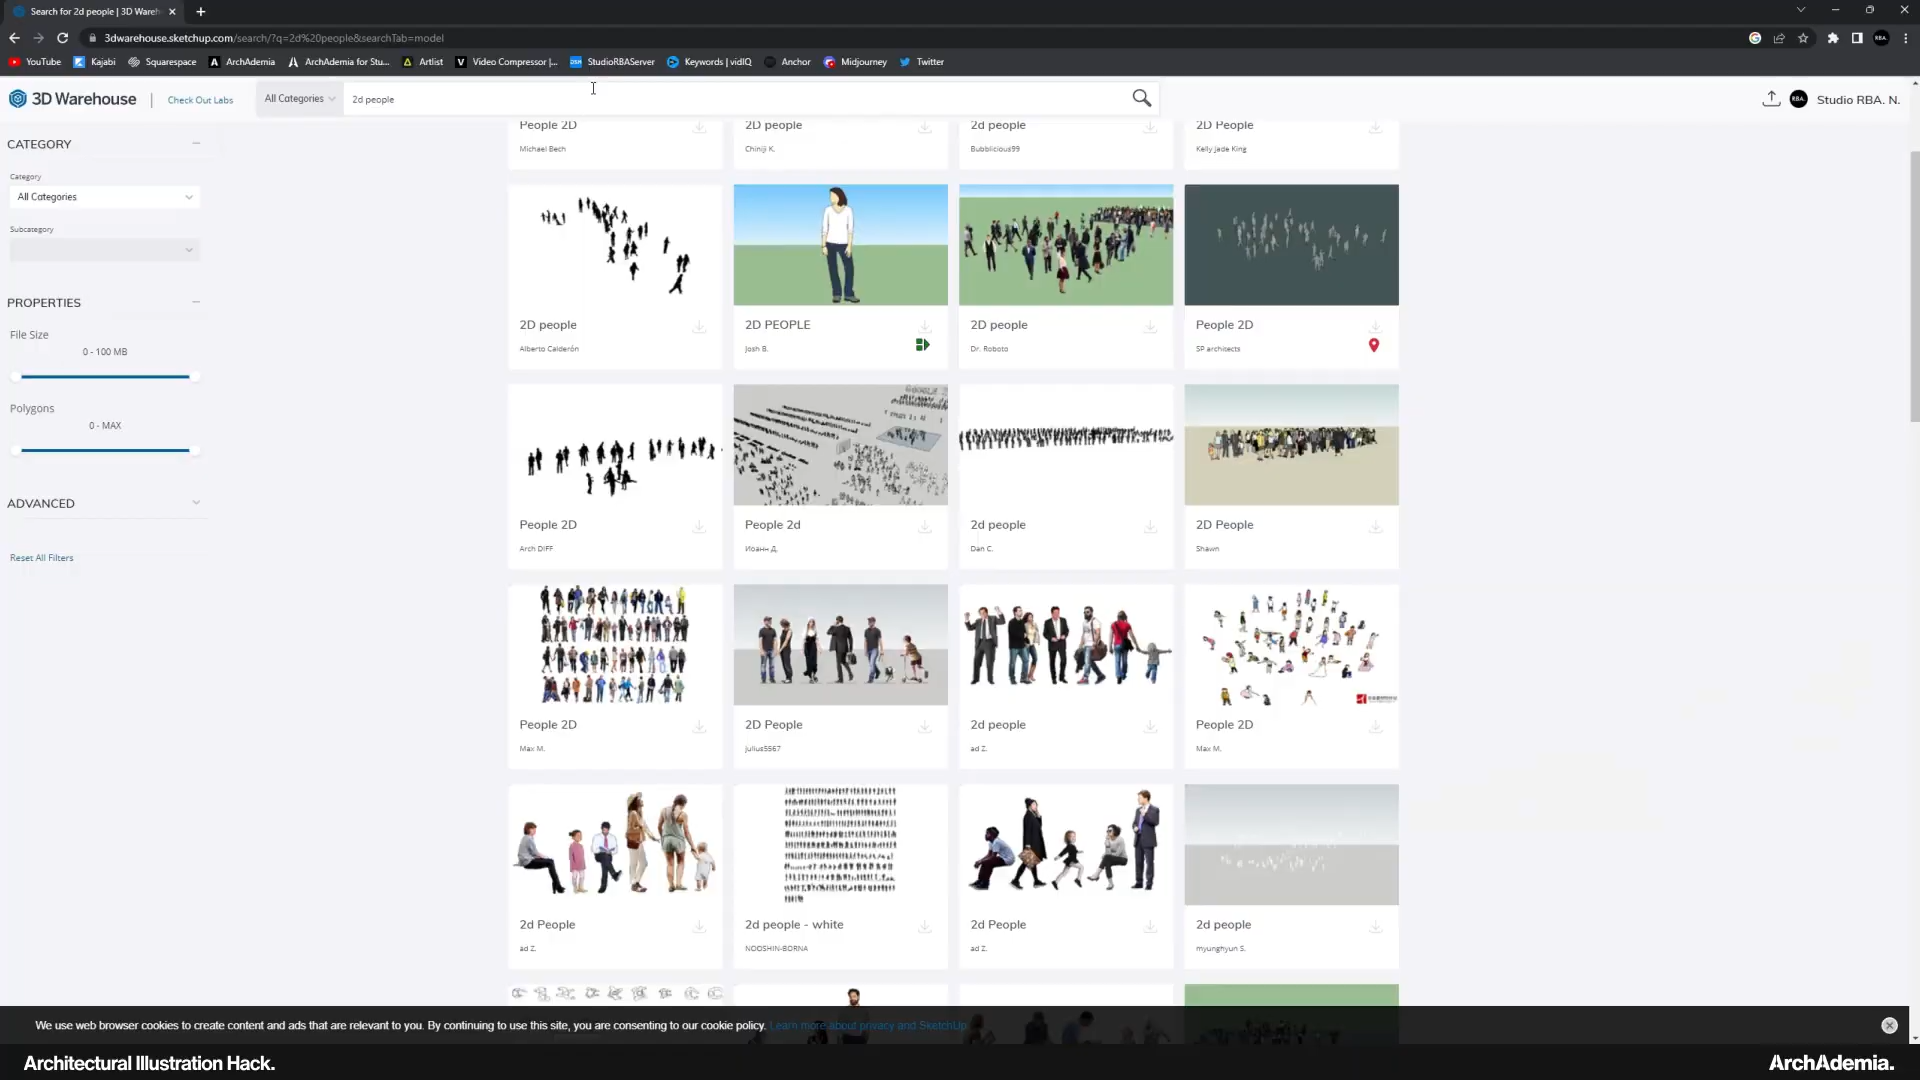 Search for 2d people | 3D Wareh
3dwarehouse.sketchup.com/search/?q=2d%20people&searchTab=model
YouTube Kajabi Squarespace ArchAdemia ArchAdemia for Stu... Artlist Video Compressor |... StudioRBAServer Keywords | vidIQ Anchor Midjourney Twitter
3D Warehouse | Check Out Labs All Categories 2d people Studio RBA. N.
CATEGORY
Category
All Categories
Subcategory
PROPERTIES
File Size
0 - 100 MB
Polygons
0 - MAX
ADVANCED
Reset All Filters
People 2D 2D people 2d people 2D People
Michael Bech Chiniji K. Bubblicious99 Kelly Jade King
2D people 2D PEOPLE 2D people People 2D
Alberto Calderón Josh B. Dr. Roboto SP architects
People 2D People 2d 2d people 2D People
Arch DIFF Иоанн Д. Dan C. Shawn
People 2D 2D People 2d people People 2D
Max M. julius5567 ad Z. Max M.
2d People 2d people - white 2d People 2d people
ad Z. NOOSHIN-BORNA ad Z. myunghyun S.
We use web browser cookies to create content and ads that are relevant to you. By continuing to use this site, you are consenting to our cookie policy. Learn more about privacy and SketchUp
Architectural Illustration Hack. ArchAdemia.